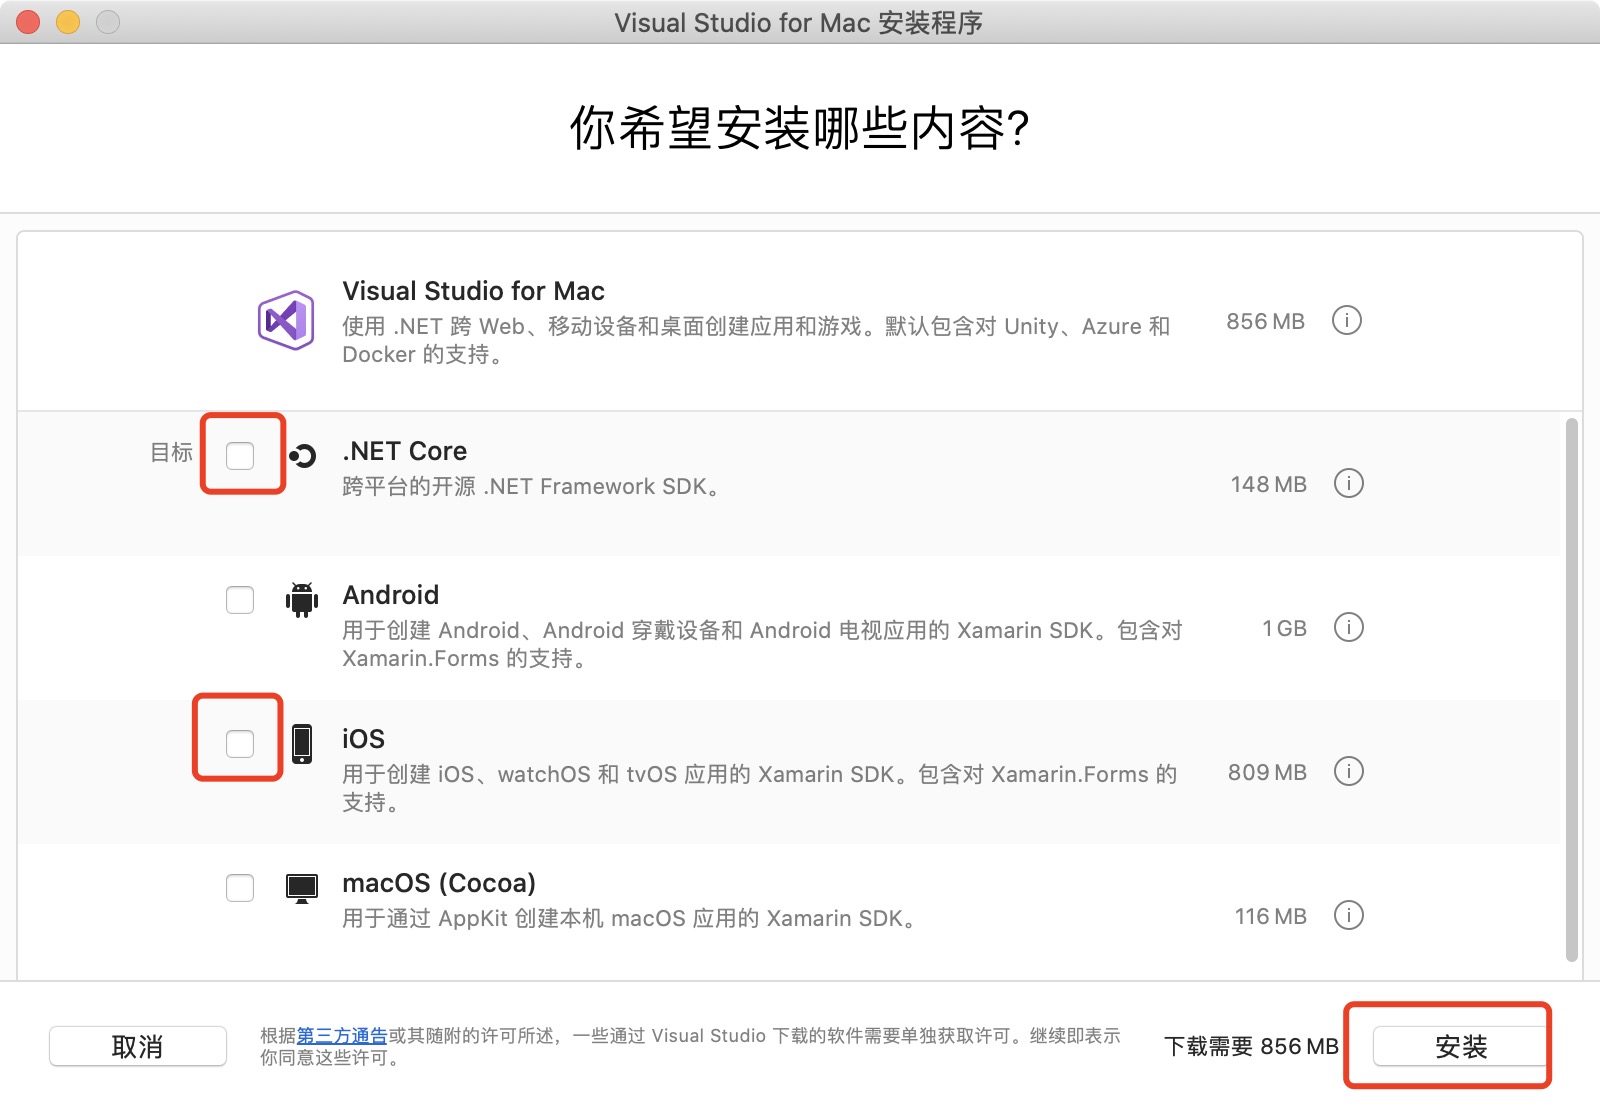 Visual Studio for Mac 安装程序
你希望安装哪些内容?
Visual Studio for Mac
使用 .NET 跨 Web、移动设备和桌面创建应用和游戏。默认包含对 Unity、Azure 和
Docker 的支持。
856 MB
目标
.NET Core
跨平台的开源 .NET Framework SDK。
148 MB
Android
用于创建 Android、Android 穿戴设备和 Android 电视应用的 Xamarin SDK。包含对
Xamarin.Forms 的支持。
1 GB
iOS
用于创建 iOS、watchOS 和 tvOS 应用的 Xamarin SDK。包含对 Xamarin.Forms 的
支持。
809 MB
macOS (Cocoa)
用于通过 AppKit 创建本机 macOS 应用的 Xamarin SDK。
116 MB
取消
根据第三方通告或其随附的许可所述，一些通过 Visual Studio 下载的软件需要单独获取许可。继续即表示
你同意这些许可。
下载需要 856 MB
安装